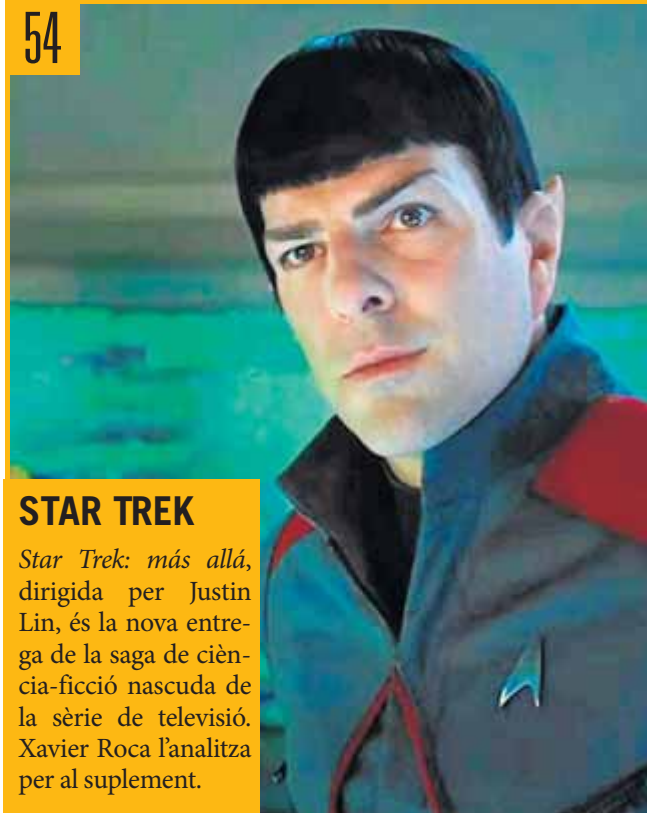 54
STAR TREK
Star Trek: más allá,
dirigida per Justin
Lin, és la nova entre-
ga de la saga de cièn-
cia-ficció nascuda de
la sèrie de televisió.
Xavier Roca l'analitza
per al suplement.